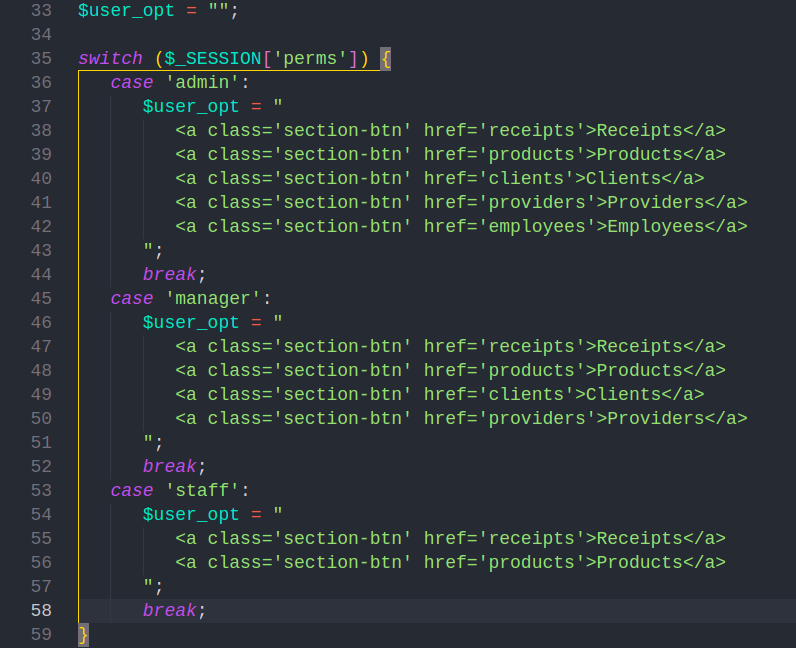 33 $user_opt = "";
34
35 switch ($_SESSION['perms']) {
36    case 'admin':
37       $user_opt = "
38          <a class='section-btn' href='receipts'>Receipts</a>
39          <a class='section-btn' href='products'>Products</a>
40          <a class='section-btn' href='clients'>Clients</a>
41          <a class='section-btn' href='providers'>Providers</a>
42          <a class='section-btn' href='employees'>Employees</a>
43       ";
44       break;
45    case 'manager':
46       $user_opt = "
47          <a class='section-btn' href='receipts'>Receipts</a>
48          <a class='section-btn' href='products'>Products</a>
49          <a class='section-btn' href='clients'>Clients</a>
50          <a class='section-btn' href='providers'>Providers</a>
51       ";
52       break;
53    case 'staff':
54       $user_opt = "
55          <a class='section-btn' href='receipts'>Receipts</a>
56          <a class='section-btn' href='products'>Products</a>
57       ";
58       break;
59 }